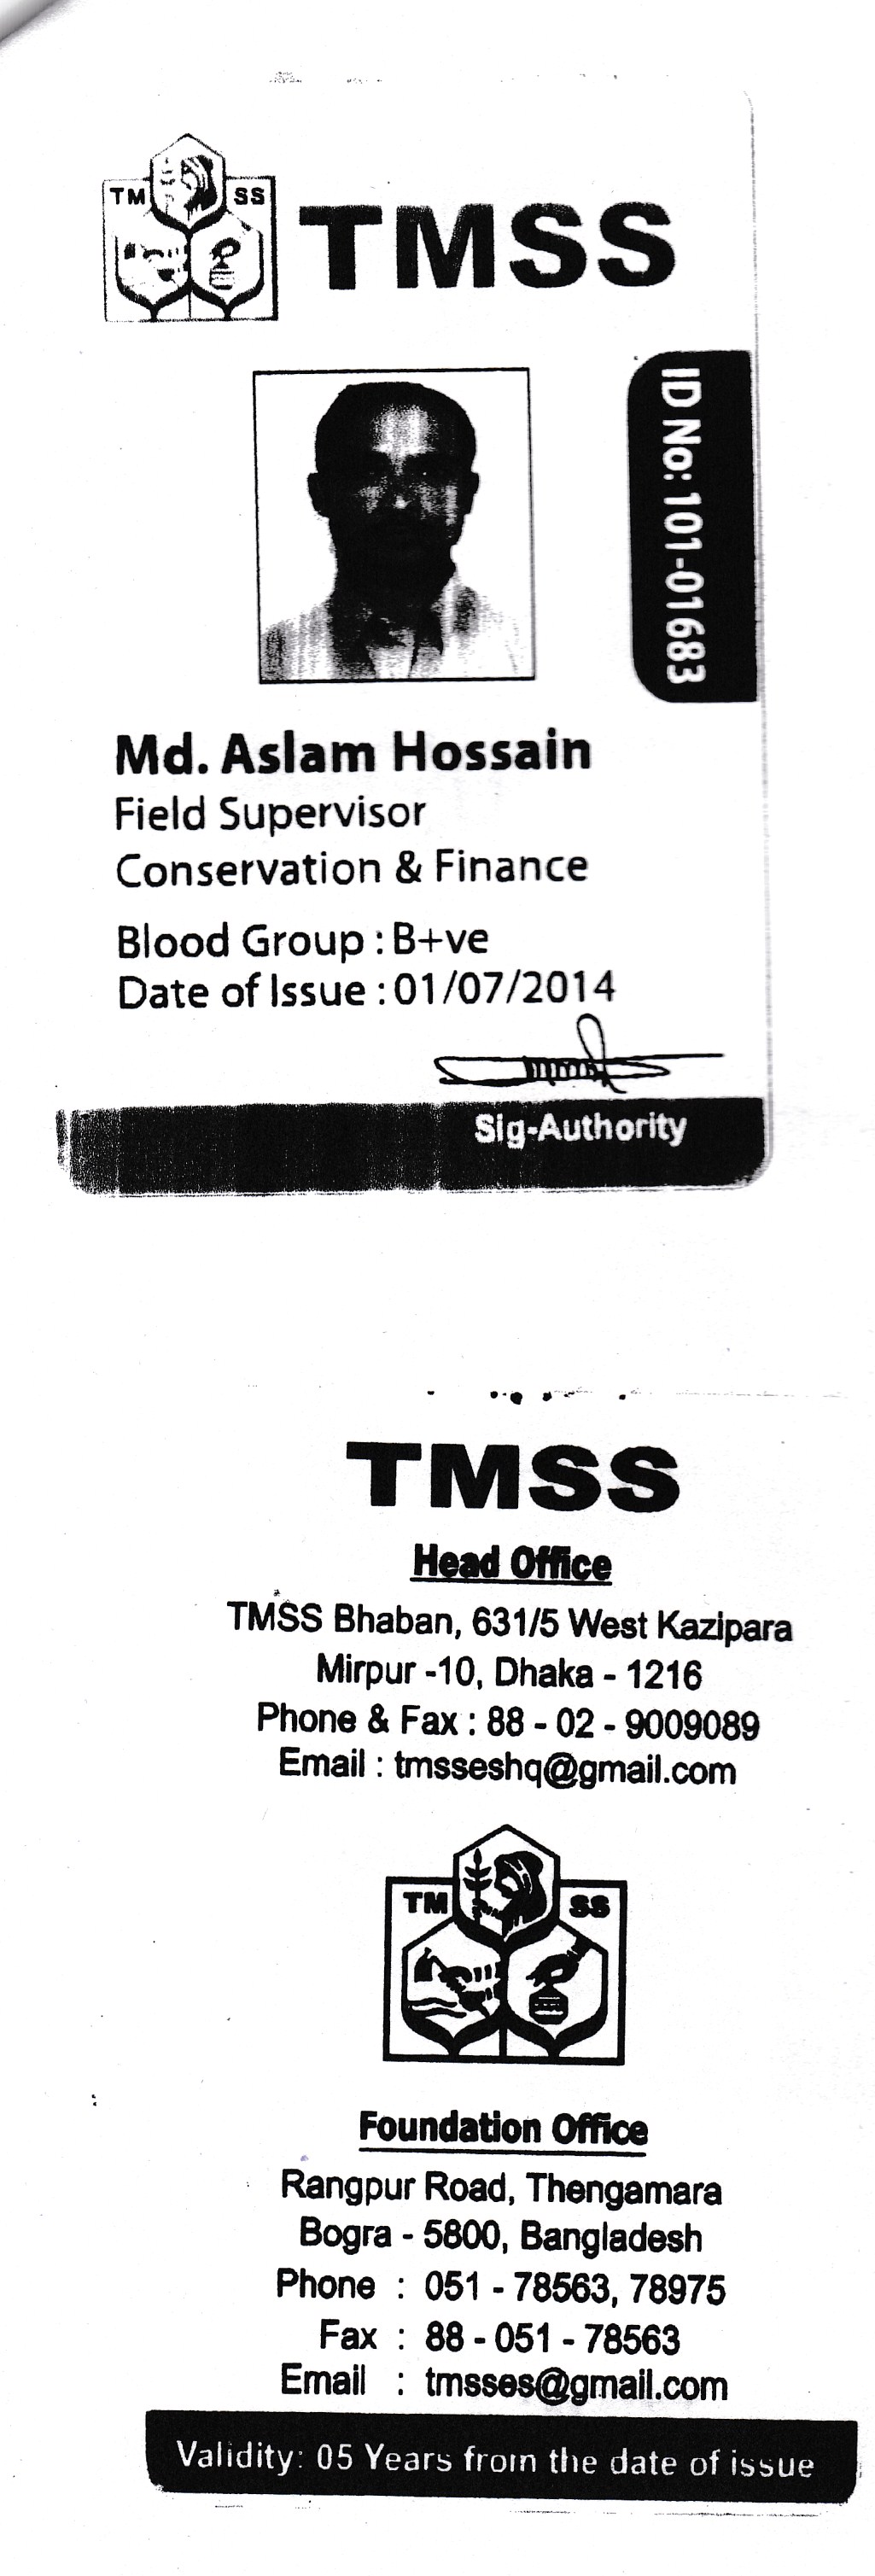 TM SS
TMSS
ID No: 101-01683
Md. Aslam Hossain
Field Supervisor
Conservation & Finance
Blood Group : B+ve
Date of Issue : 01/07/2014
Sig-Authority
TMSS
Head Office
TMSS Bhaban, 631/5 West Kazipara
Mirpur -10, Dhaka - 1216
Phone & Fax : 88 - 02 - 9009089
Email : tmsseshq@gmail.com
TM SS
Foundation Office
Rangpur Road, Thengamara
Bogra - 5800, Bangladesh
Phone : 051 - 78563, 78975
Fax : 88 - 051 - 78563
Email : tmsses@gmail.com
Validity: 05 Years from the date of issue